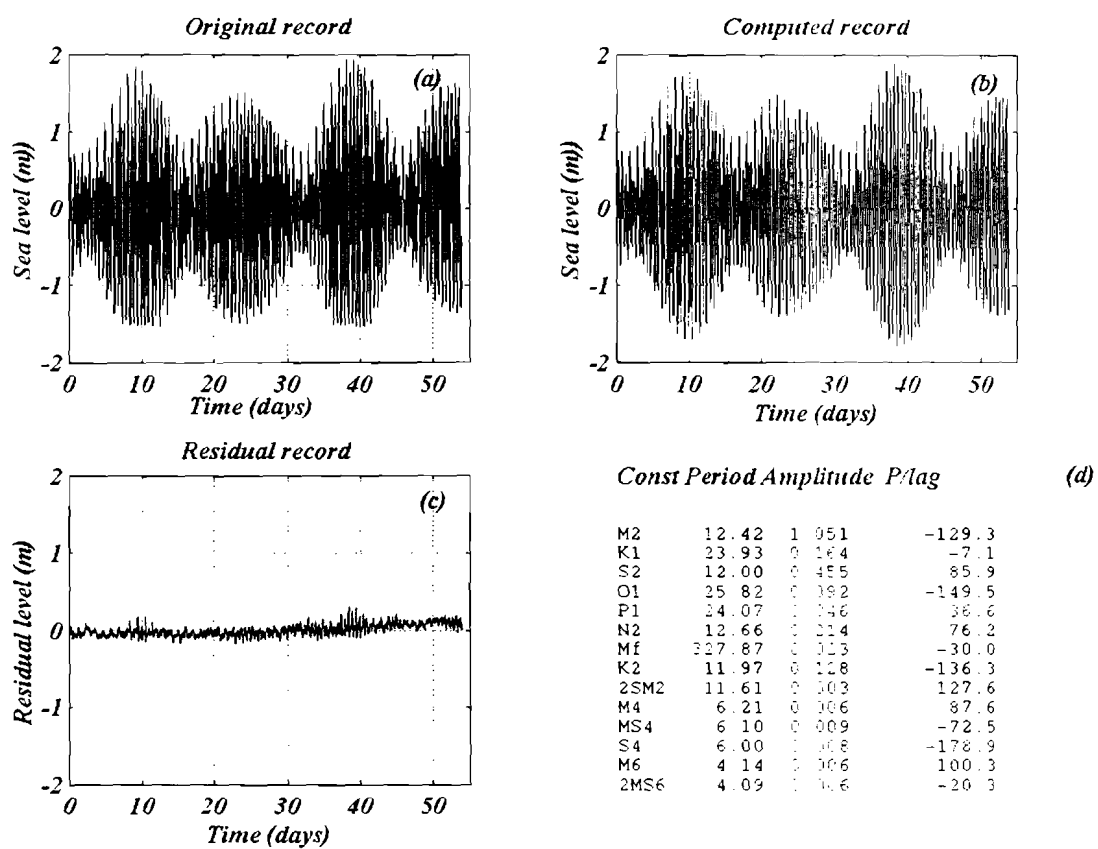 Original record
(a)
2
1
0
-1
-2
Sea level (m))
0 10 20 30 40 50
Time (days)
Computed record
(b)
2
1
0
-1
-2
Sea level (m))
0 10 20 30 40 50
Time (days)
Residual record
(c)
2
1
0
-1
-2
Residual level (m)
0 10 20 30 40 50
Time (days)
Const Period Amplitude P/lag (d)
M2 12.42 1 051 -129.3
K1 23.93 -7.1
S2 12.00 85.9
O1 25 82 -149.5
P1 24.07 36.6
N2 12.66 76.2
Mf 327.87 -30.0
K2 11.97 -136.3
2SM2 11.61 127.6
M4 6.21 87.6
MS4 6 10 -72.5
S4 6.00 -178.9
M6 4 14 100.3
2MS6 4.09 -20 3